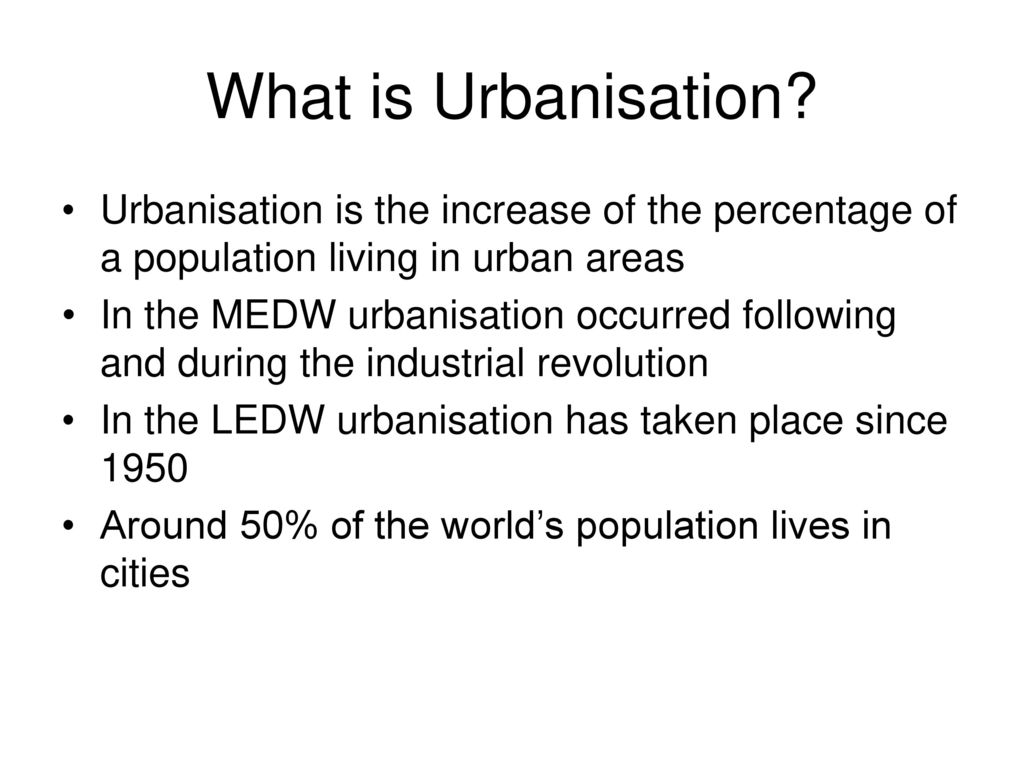 What is Urbanisation?
• Urbanisation is the increase of the percentage of
a population living in urban areas
• In the MEDW urbanisation occurred following
and during the industrial revolution
• In the LEDW urbanisation has taken place since
1950
• Around 50% of the world’s population lives in
cities